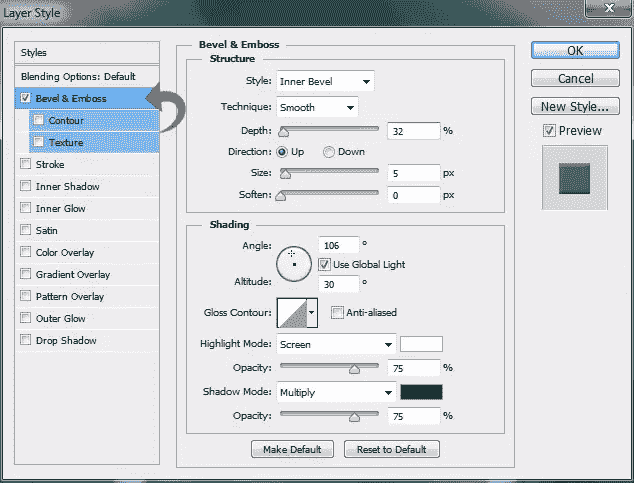 Layer Style
x
Styles
Blending Options: Default
Bevel & Emboss
Contour
Texture
Stroke
Inner Shadow
Inner Glow
Satin
Color Overlay
Gradient Overlay
Pattern Overlay
Outer Glow
Drop Shadow
Bevel & Emboss
Structure
Style: Inner Bevel
Technique: Smooth
Depth: 32 %
Direction: Up Down
Size: 5 px
Soften: 0 px
Shading
Angle: 106 °
Use Global Light
Altitude: 30 °
Gloss Contour: Anti-aliased
Highlight Mode: Screen
Opacity: 75 %
Shadow Mode: Multiply
Opacity: 75 %
Make Default Reset to Default
OK
Cancel
New Style...
Preview